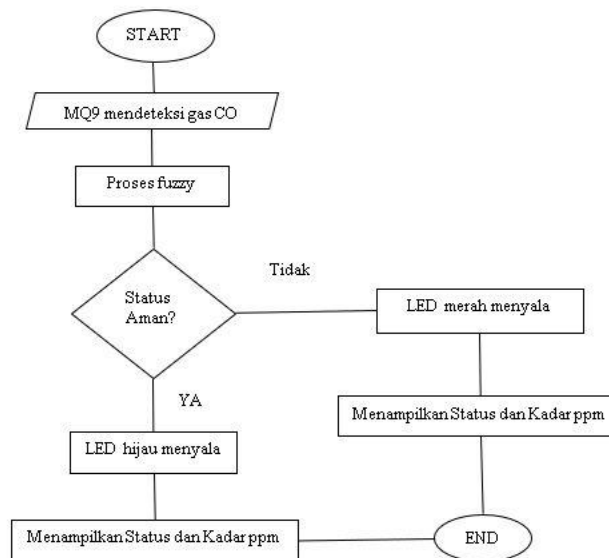 START
MQ9 mendeteksi gas CO
Proses fuzzy
Status
Aman?
Tidak
LED merah menyala
Menampilkan Status dan Kadar ppm
YA
LED hijau menyala
Menampilkan Status dan Kadar ppm
END